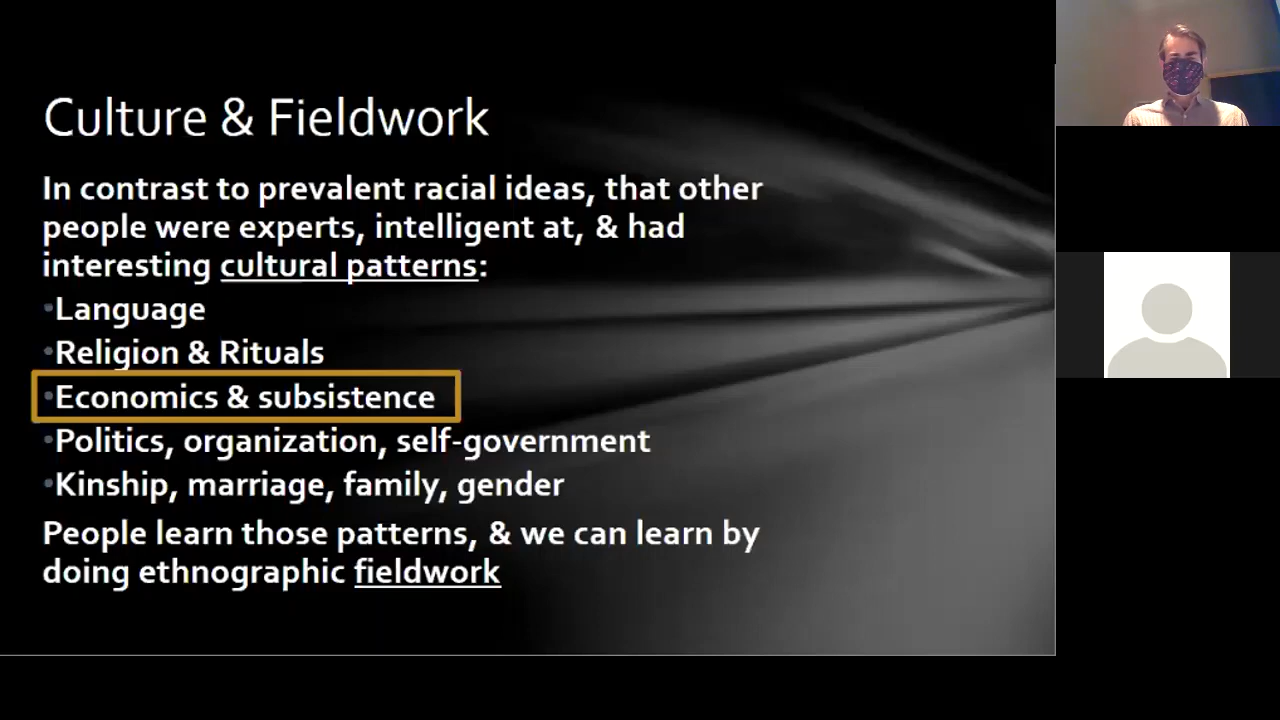 Culture & Fieldwork
In contrast to prevalent racial ideas, that other
people were experts, intelligent at, & had
interesting cultural patterns:
•Language
•Religion & Rituals
•Economics & subsistence
•Politics, organization, self-government
•Kinship, marriage, family, gender
People learn those patterns, & we can learn by
doing ethnographic fieldwork